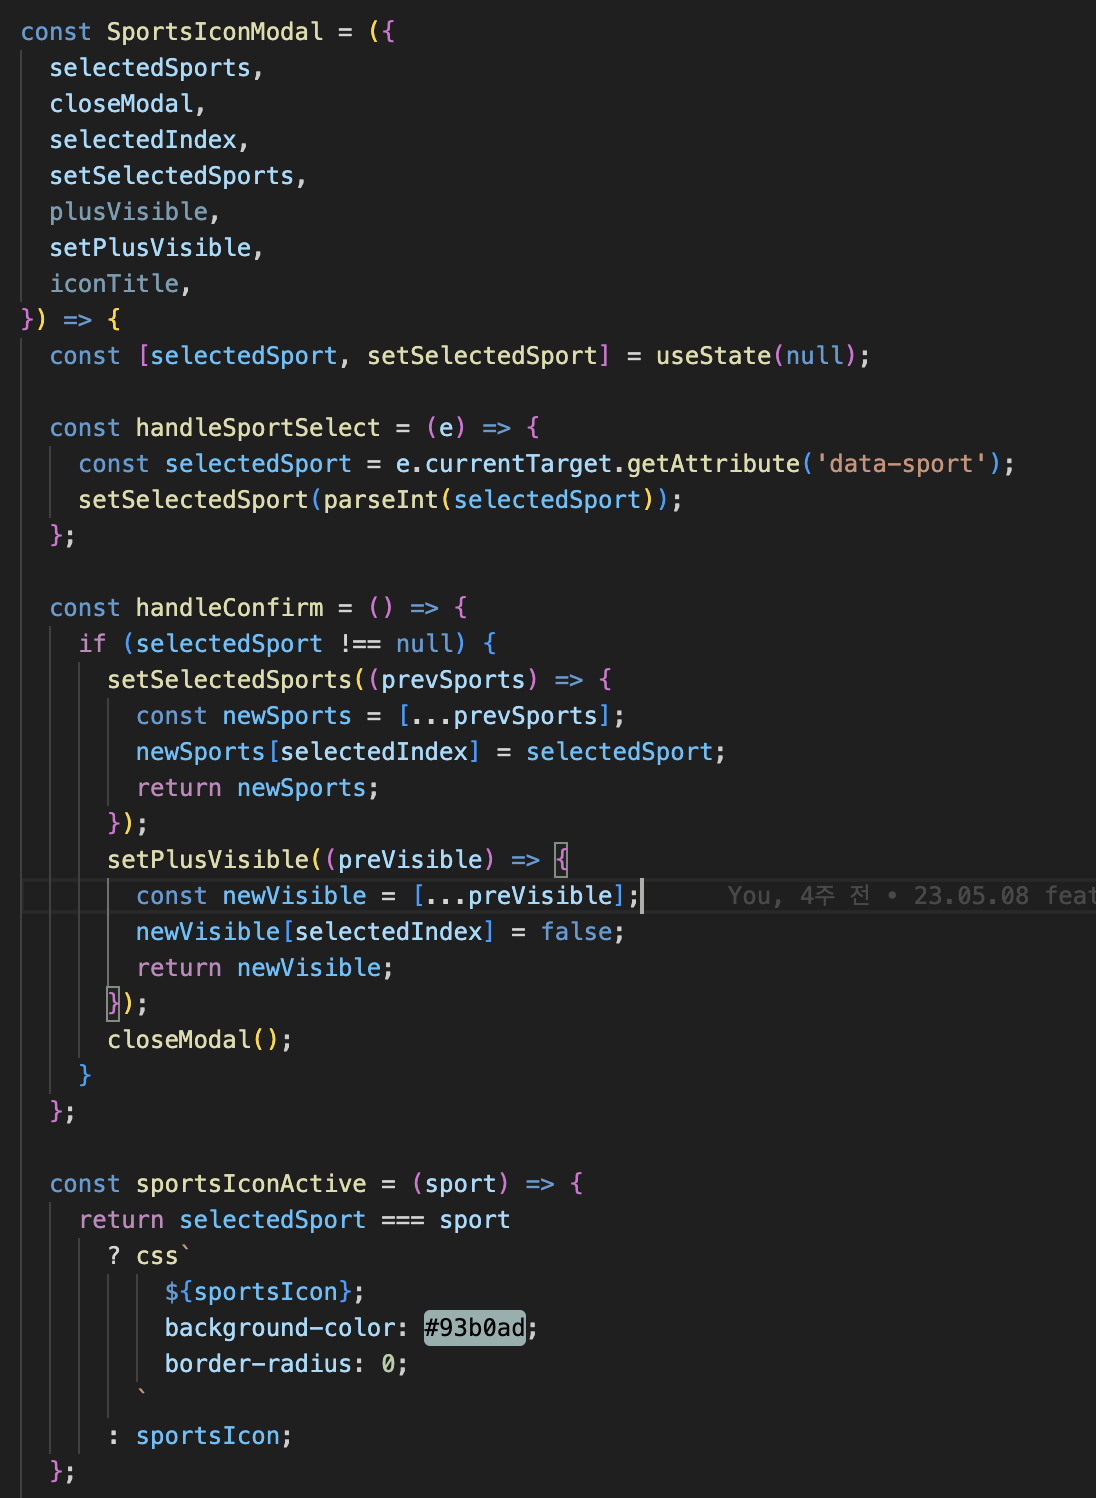 const SportsIconModal = ({
  selectedSports,
  closeModal,
  selectedIndex,
  setSelectedSports,
  plusVisible,
  setPlusVisible,
  iconTitle,
}) => {
  const [selectedSport, setSelectedSport] = useState(null);

  const handleSportSelect = (e) => {
    const selectedSport = e.currentTarget.getAttribute('data-sport');
    setSelectedSport(parseInt(selectedSport));
  };

  const handleConfirm = () => {
    if (selectedSport !== null) {
      setSelectedSports((prevSports) => {
        const newSports = [...prevSports];
        newSports[selectedIndex] = selectedSport;
        return newSports;
      });
      setPlusVisible((preVisible) => {
        const newVisible = [...preVisible];      You, 4주 전 • 23.05.08 feat
        newVisible[selectedIndex] = false;
        return newVisible;
      });
      closeModal();
    }
  };

  const sportsIconActive = (sport) => {
    return selectedSport === sport
      ? css`
          ${sportsIcon};
          background-color: #93b0ad;
          border-radius: 0;
        `
      : sportsIcon;
  };